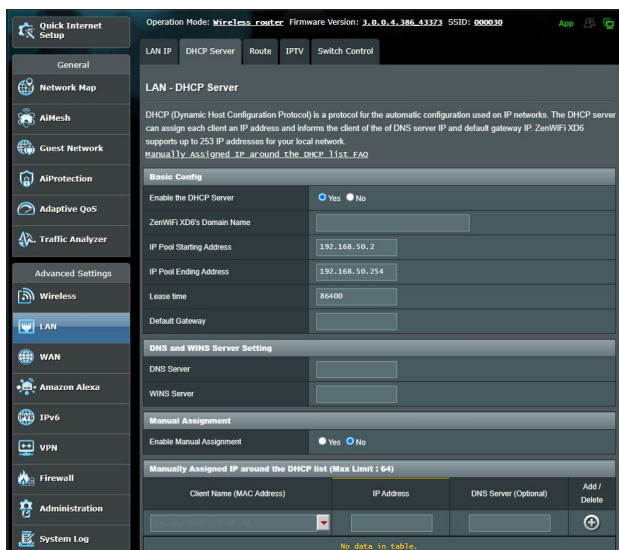 Quick Internet
Setup
General
Network Map
AiMesh
Guest Network
AiProtection
Adaptive QoS
Traffic Analyzer
Advanced Settings
Wireless
LAN
WAN
Amazon Alexa
IPv6
VPN
Firewall
Administration
System Log
Operation Mode: Wireless router Firmware Version: 3.0.0.4.386_43373 SSID: 000030
App
LAN IP DHCP Server Route IPTV Switch Control
LAN - DHCP Server
DHCP (Dynamic Host Configuration Protocol) is a protocol for the automatic configuration used on IP networks. The DHCP server
can assign each client an IP address and informs the client of the of DNS server IP and default gateway IP. ZenWiFi XD6
supports up to 253 IP addresses for your local network.
Manually Assigned IP around the DHCP list FAQ
Basic Config
Enable the DHCP Server Yes No
ZenWiFi XD6's Domain Name
IP Pool Starting Address 192.168.50.2
IP Pool Ending Address 192.168.50.254
Lease time 86400
Default Gateway
DNS and WINS Server Setting
DNS Server
WINS Server
Manual Assignment
Enable Manual Assignment Yes No
Manually Assigned IP around the DHCP list (Max Limit : 64)
Client Name (MAC Address) IP Address DNS Server (Optional) Add /
Delete
No data in table.